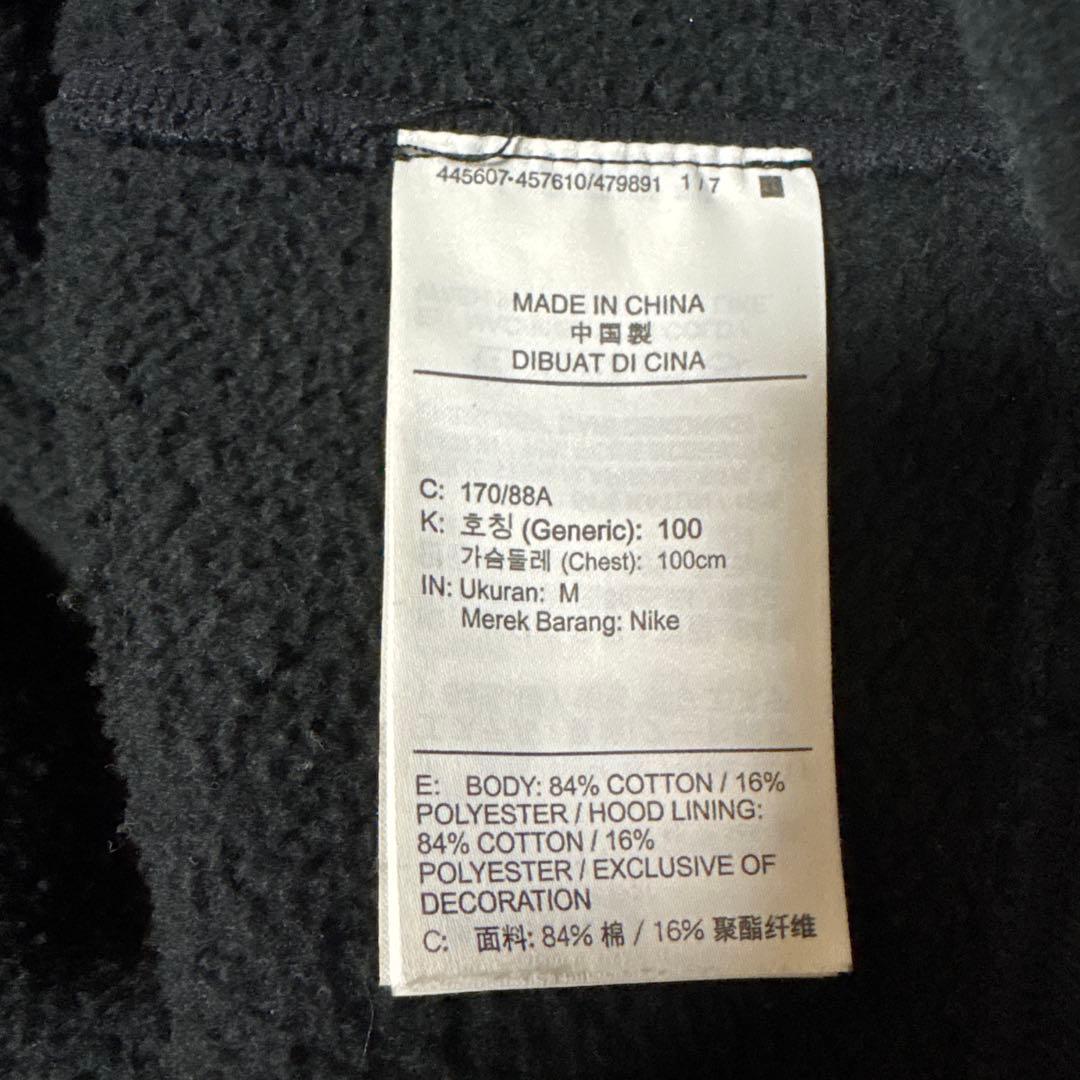 445607-457610/479891 1/7
MADE IN CHINA
中国製
DIBUAT DI CINA
C: 170/88A
K: 호칭 (Generic): 100
가슴둘레 (Chest): 100cm
IN: Ukuran: M
Merek Barang: Nike
E: BODY: 84% COTTON / 16%
POLYESTER / HOOD LINING:
84% COTTON / 16%
POLYESTER / EXCLUSIVE OF
DECORATION
C: 面料: 84% 棉 / 16% 聚酯纤维